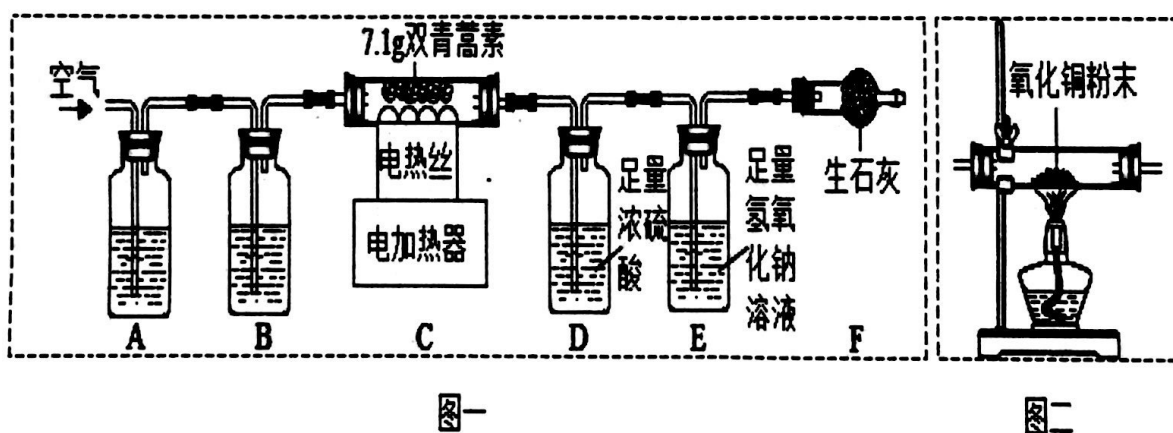 7.1g双青蒿素
空气
电热丝
电加热器
足量
浓硫
酸
足量
氢氧
化钠
溶液
生石灰
A B C D E F
图一
氧化铜粉末
图二